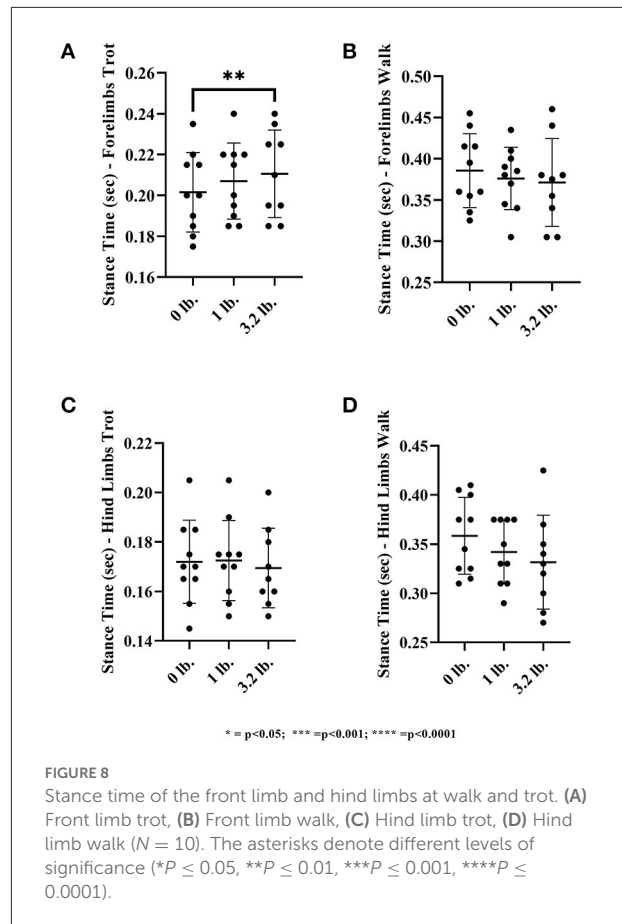 A
Stance Time (sec) - Forelimbs Trot
0.26
0.24
0.22
0.20
0.18
0.16
**
0 lb.
1 lb.
3.2 lb.
B
Stance Time (sec) - Forelimbs Walk
0.50
0.45
0.40
0.35
0.30
0.25
0 lb.
1 lb.
3.2 lb.
C
Stance Time (sec) - Hind Limbs Trot
0.22
0.20
0.18
0.16
0.14
0 lb.
1 lb.
3.2 lb.
D
Stance Time (sec) - Hind Limbs Walk
0.45
0.40
0.35
0.30
0.25
0 lb.
1 lb.
3.2 lb.
* = p<0.05; *** =p<0.001; **** =p<0.0001
FIGURE 8
Stance time of the front limb and hind limbs at walk and trot. (A)
Front limb trot, (B) Front limb walk, (C) Hind limb trot, (D) Hind
limb walk (N = 10). The asterisks denote different levels of
significance (*P ≤ 0.05, **P ≤ 0.01, ***P ≤ 0.001, ****P ≤
0.0001).